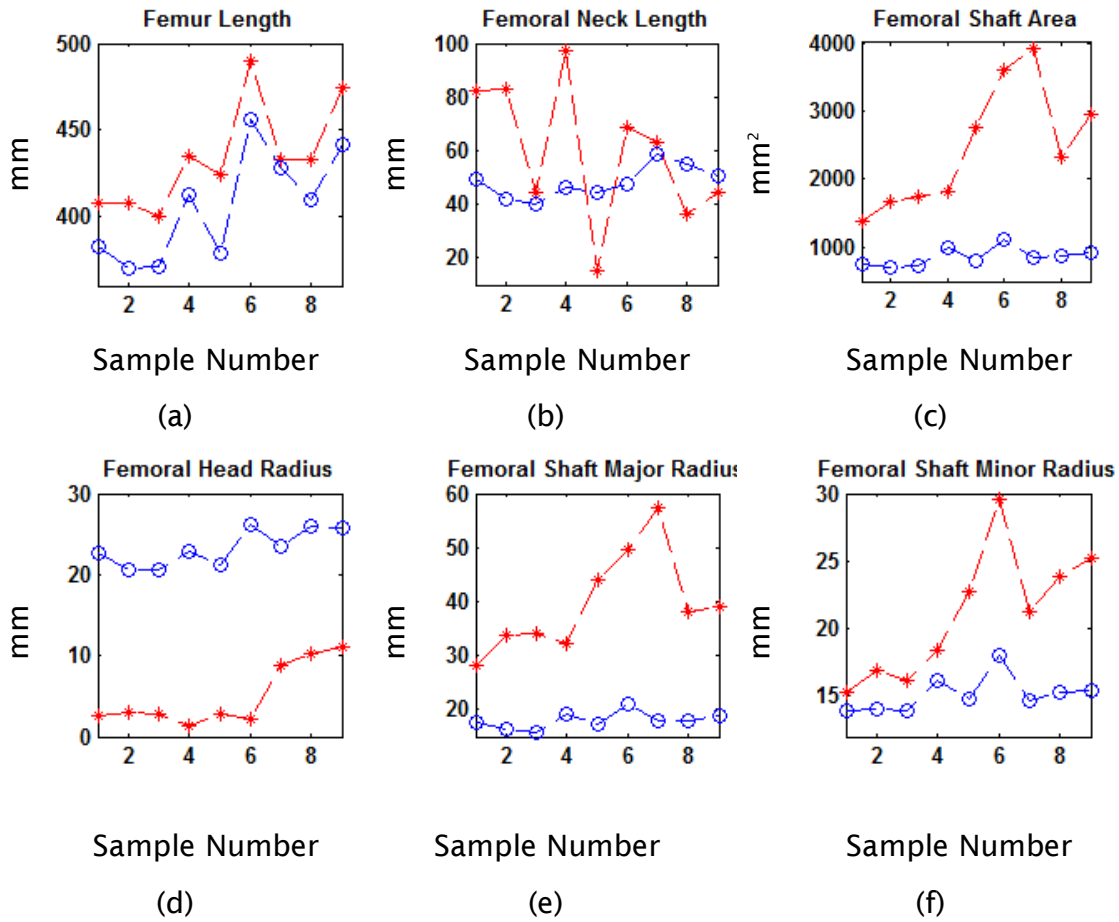 Femur Length
500
450
400
mm
2 4 6 8
Sample Number
(a)
Femoral Neck Length
100
80
60
40
20
mm
2 4 6 8
Sample Number
(b)
Femoral Shaft Area
4000
3000
2000
1000
mm²
2 4 6 8
Sample Number
(c)
Femoral Head Radius
30
20
10
0
mm
2 4 6 8
Sample Number
(d)
Femoral Shaft Major Radius
60
50
40
30
20
mm
2 4 6 8
Sample Number
(e)
Femoral Shaft Minor Radius
30
25
20
15
mm
2 4 6 8
Sample Number
(f)